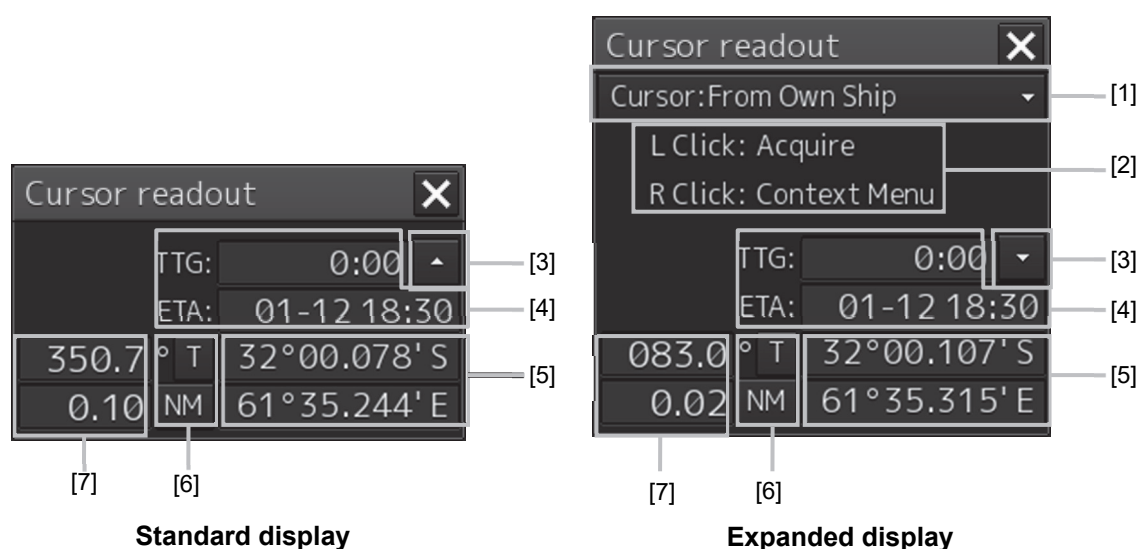 Cursor readout
TTG: 0:00 [3]
ETA: 01-12 18:30 [4]
350.7 ° T 32°00.078' S [5]
0.10 NM 61°35.244' E
[7] [6]
Standard display
Cursor readout
Cursor:From Own Ship [1]
L Click: Acquire
R Click: Context Menu [2]
TTG: 0:00 [3]
ETA: 01-12 18:30 [4]
083.0 ° T 32°00.107' S [5]
0.02 NM 61°35.315' E
[7] [6]
Expanded display